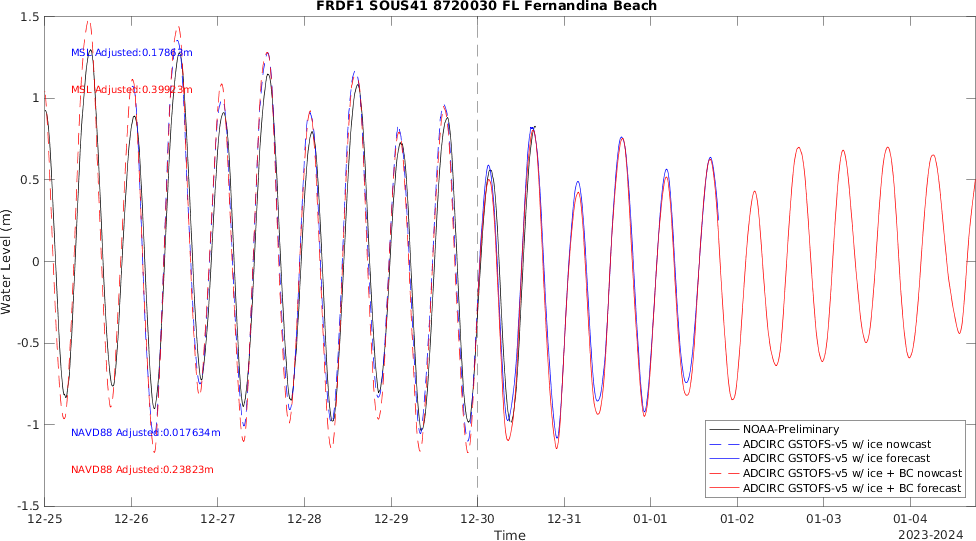 FRDF1 SOUS41 8720030 FL Fernandina Beach
1.5
1
0.5
0
-0.5
-1
-1.5
Water Level (m)
MSL Adjusted:0.17863m
MSL Adjusted:0.39923m
NAVD88 Adjusted:0.017634m
NAVD88 Adjusted:0.23823m
NOAA-Preliminary
ADCIRC GSTOFS-v5 w/ ice nowcast
ADCIRC GSTOFS-v5 w/ ice forecast
ADCIRC GSTOFS-v5 w/ ice + BC nowcast
ADCIRC GSTOFS-v5 w/ ice + BC forecast
12-25 12-26 12-27 12-28 12-29 12-30 12-31 01-01 01-02 01-03 01-04
Time
2023-2024